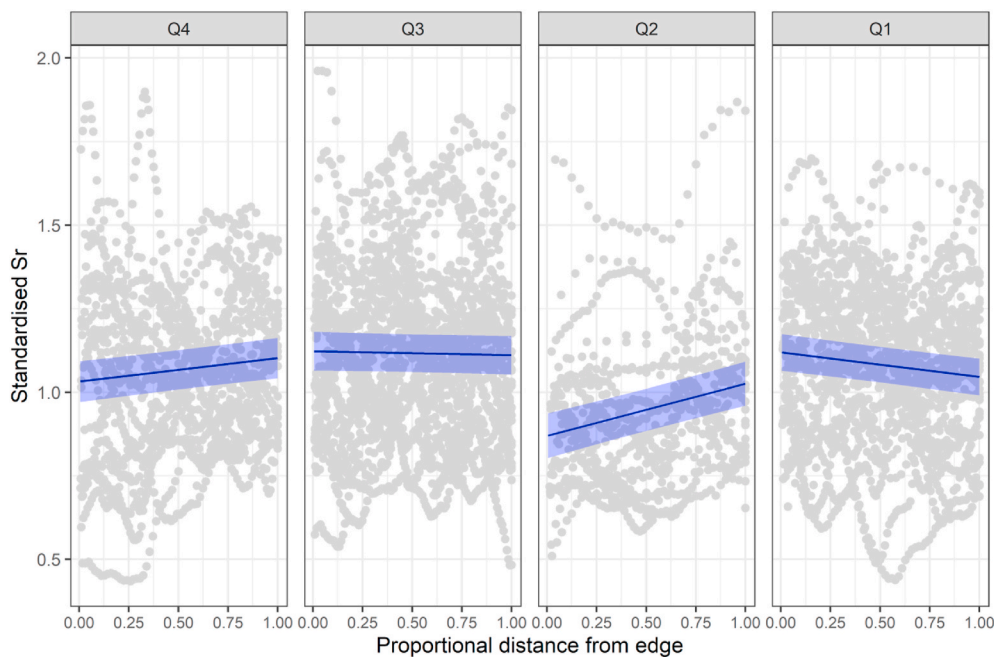 Q4 Q3 Q2 Q1
2.0
1.5
1.0
0.5
Standardised Sr
0.00 0.25 0.50 0.75 1.00 0.00 0.25 0.50 0.75 1.00 0.00 0.25 0.50 0.75 1.00 0.00 0.25 0.50 0.75 1.00
Proportional distance from edge